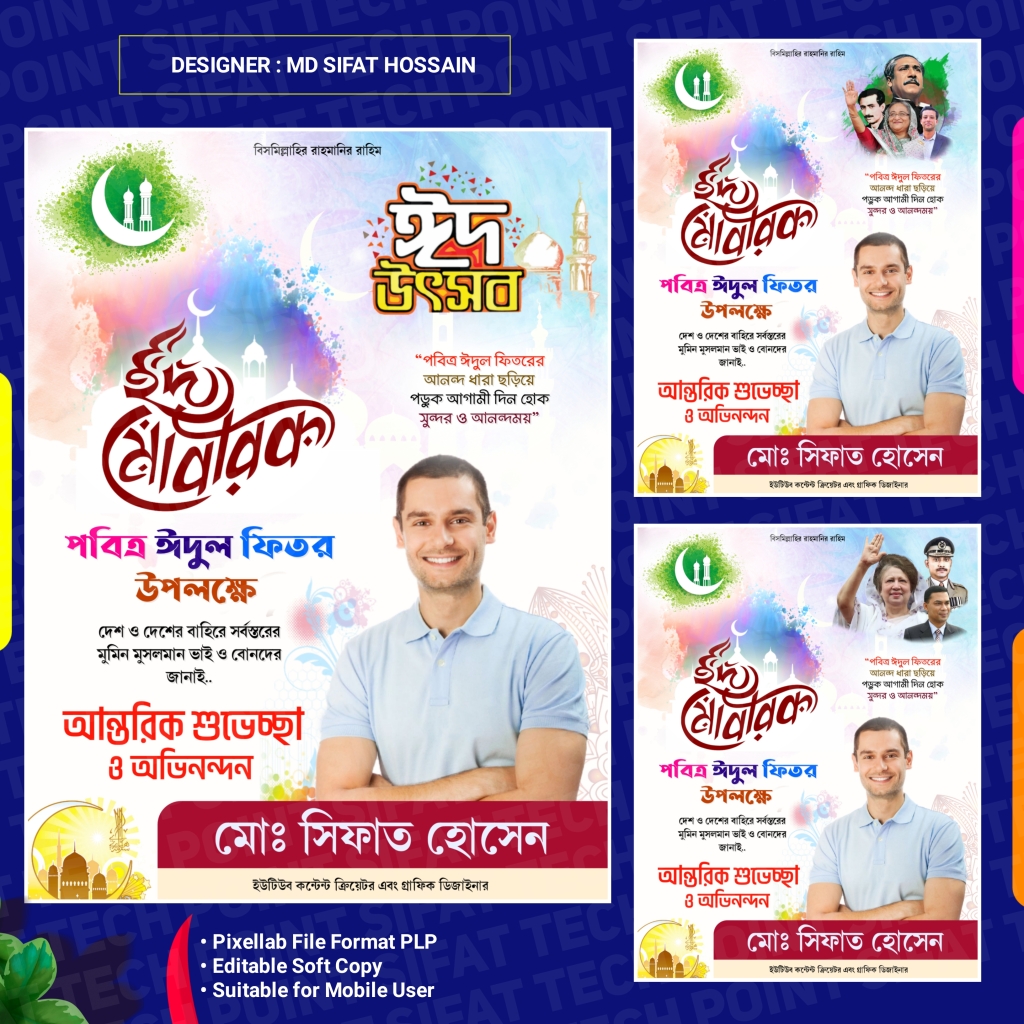 DESIGNER : MD SIFAT HOSSAIN
বিসমিল্লাহির রাহমানির রাহিম
ঈদ
উৎসব
ঈদ
মোবারক
“পবিত্র ঈদুল ফিতরের
আনন্দ ধারা ছড়িয়ে
পড়ুক আগামী দিন হোক
সুন্দর ও আনন্দময়”
পবিত্র ঈদুল ফিতর
উপলক্ষে
দেশ ও দেশের বাহিরে সর্বস্তরের
মুমিন মুসলমান ভাই ও বোনদের
জানাই..
আন্তরিক শুভেচ্ছা
ও অভিনন্দন
মোঃ সিফাত হোসেন
ইউটিউব কন্টেন্ট ক্রিয়েটর এবং গ্রাফিক ডিজাইনার
বিসমিল্লাহির রাহমানির রাহিম
ঈদ
মোবারক
“পবিত্র ঈদুল ফিতরের
আনন্দ ধারা ছড়িয়ে
পড়ুক আগামী দিন হোক
সুন্দর ও আনন্দময়”
পবিত্র ঈদুল ফিতর
উপলক্ষে
দেশ ও দেশের বাহিরে সর্বস্তরের
মুমিন মুসলমান ভাই ও বোনদের
জানাই..
আন্তরিক শুভেচ্ছা
ও অভিনন্দন
মোঃ সিফাত হোসেন
ইউটিউব কন্টেন্ট ক্রিয়েটর এবং গ্রাফিক ডিজাইনার
বিসমিল্লাহির রাহমানির রাহিম
ঈদ
মোবারক
“পবিত্র ঈদুল ফিতরের
আনন্দ ধারা ছড়িয়ে
পড়ুক আগামী দিন হোক
সুন্দর ও আনন্দময়”
পবিত্র ঈদুল ফিতর
উপলক্ষে
দেশ ও দেশের বাহিরে সর্বস্তরের
মুমিন মুসলমান ভাই ও বোনদের
জানাই..
আন্তরিক শুভেচ্ছা
ও অভিনন্দন
মোঃ সিফাত হোসেন
ইউটিউব কন্টেন্ট ক্রিয়েটর এবং গ্রাফিক ডিজাইনার
• Pixellab File Format PLP
• Editable Soft Copy
• Suitable for Mobile User